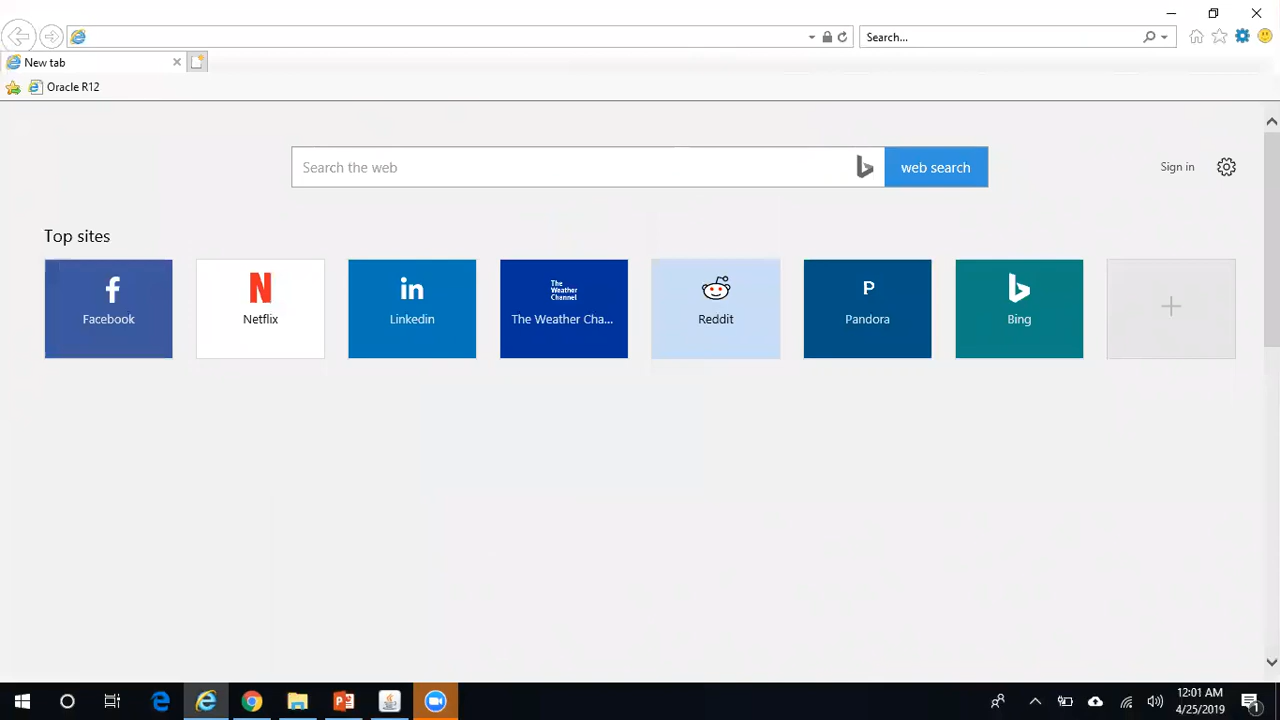 Search...
New tab
Oracle R12
Search the web
web search
Sign in
Top sites
Facebook
N
Netflix
in
Linkedin
The
Weather
Channel
The Weather Cha...
Reddit
P
Pandora
Bing
12:01 AM
4/25/2019
1